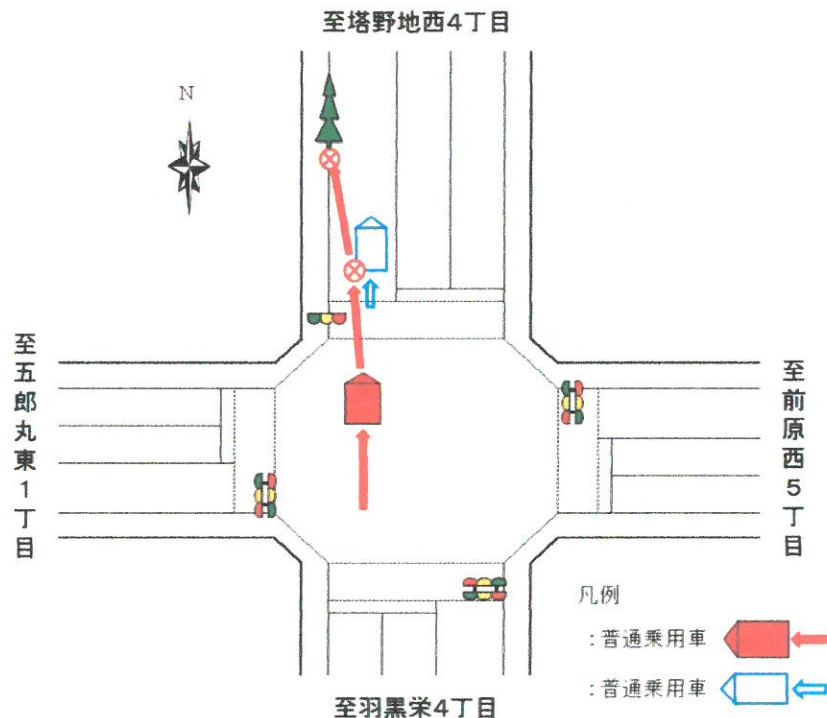 至塔野地西4丁目
N
至五郎丸東1丁目
至前原西5丁目
凡例
：普通乗用車
：普通乗用車
至羽黒栄4丁目